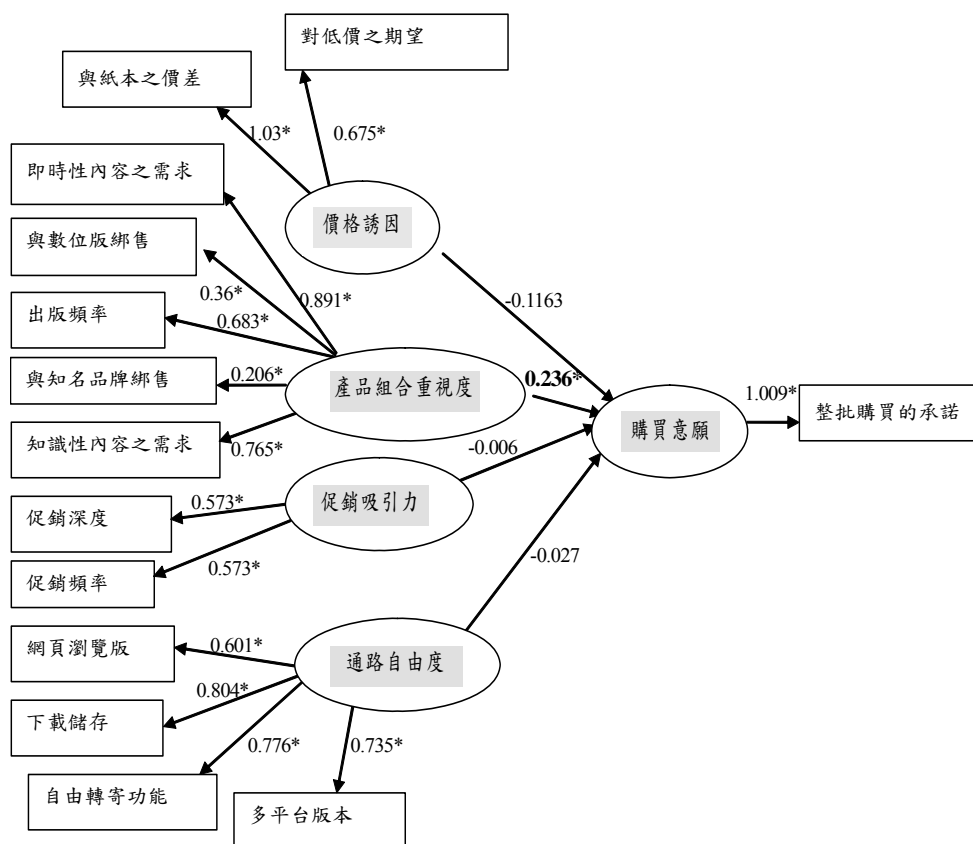 對低價之期望
與紙本之價差
1.03*
0.675*
即時性內容之需求
價格誘因
與數位版綁售
-0.1163
0.36*
0.891*
出版頻率
0.683*
與知名品牌綁售
0.206*
產品組合重視度
0.236*
1.009*
整批購買的承諾
購買意願
知識性內容之需求
0.765*
-0.006
促銷深度
0.573*
促銷吸引力
促銷頻率
0.573*
-0.027
網頁瀏覽版
0.601*
通路自由度
下載儲存
0.804*
0.776*
0.735*
自由轉寄功能
多平台版本